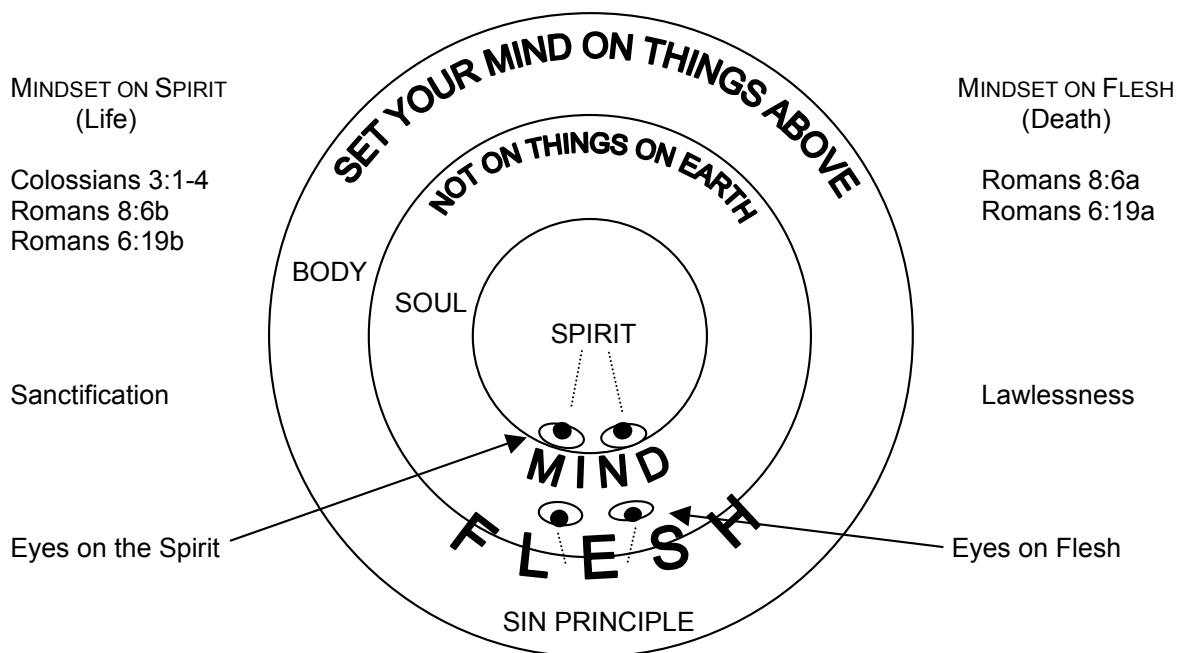 SET YOUR MIND ON THINGS ABOVE
NOT ON THINGS ON EARTH
MINDSET ON SPIRIT
(Life)
Colossians 3:1-4
Romans 8:6b
Romans 6:19b
Sanctification
Eyes on the Spirit
BODY
SOUL
SPIRIT
MIND
FLESH
SIN PRINCIPLE
MINDSET ON FLESH
(Death)
Romans 8:6a
Romans 6:19a
Lawlessness
Eyes on Flesh